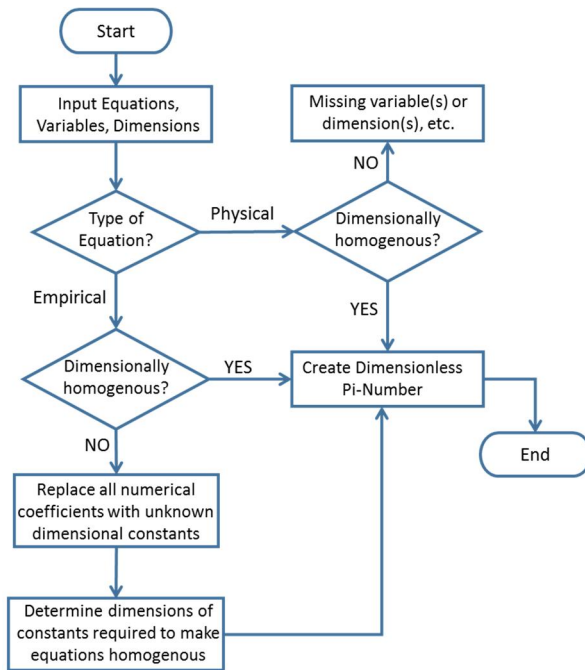 Start
Input Equations,
Variables, Dimensions
Missing variable(s) or
dimension(s), etc.
NO
Type of
Equation?
Physical
Dimensionally
homogenous?
Empirical
YES
Dimensionally
homogenous?
YES
Create Dimensionless
Pi-Number
NO
End
Replace all numerical
coefficients with unknown
dimensional constants
Determine dimensions of
constants required to make
equations homogenous